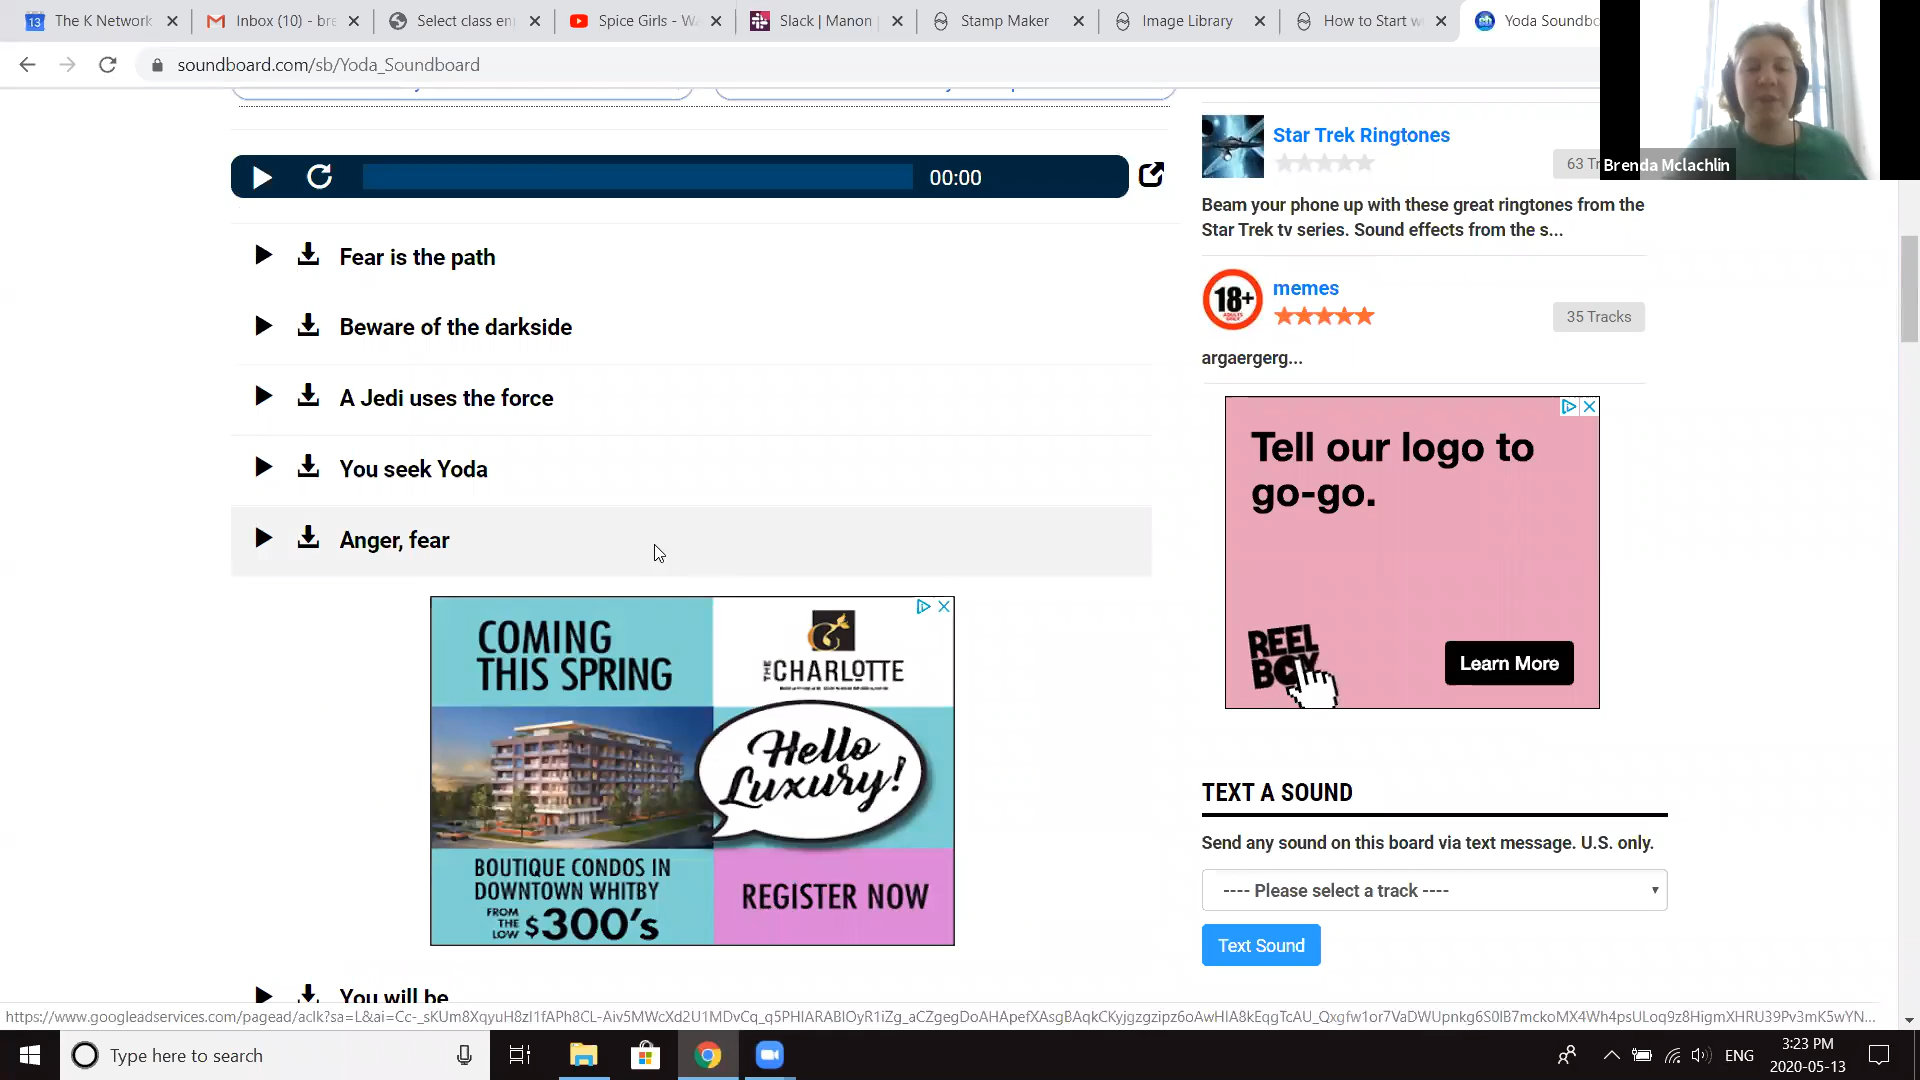 The K Network
Inbox (10) - bre
Select class en
Spice Girls - Wa
Slack | Manon
Stamp Maker
Image Library
How to Start w
Yoda Soundbo
soundboard.com/sb/Yoda_Soundboard
00:00
Fear is the path
Beware of the darkside
A Jedi uses the force
You seek Yoda
Anger, fear
COMING
THIS SPRING
THE CHARLOTTE
Hello
Luxury!
BOUTIQUE CONDOS IN
DOWNTOWN WHITBY
FROM
THE
LOW $300's
REGISTER NOW
You will be
Star Trek Ringtones
63 Tr
Brenda Mclachlin
Beam your phone up with these great ringtones from the
Star Trek tv series. Sound effects from the s...
18+
memes
35 Tracks
argaergerg...
Tell our logo to
go-go.
REEL
BOX
Learn More
TEXT A SOUND
Send any sound on this board via text message. U.S. only.
---- Please select a track ----
Text Sound
Type here to search
ENG
3:23 PM
2020-05-13